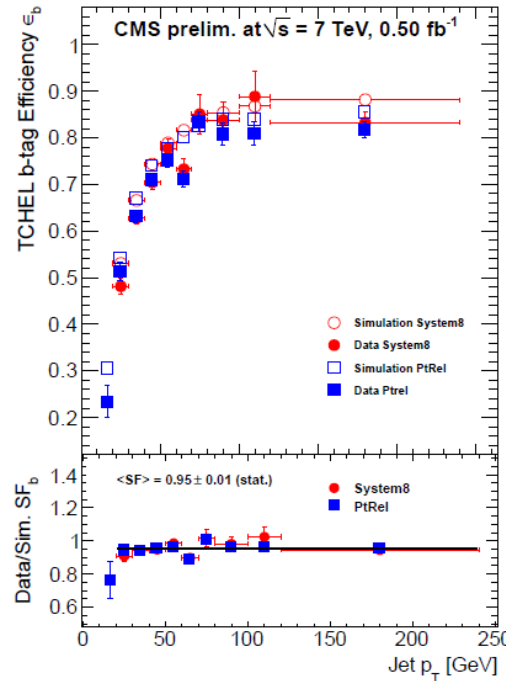 CMS prelim. at √s = 7 TeV, 0.50 fb⁻¹
TCHEL b-tag Efficiency ϵ_b
1
0.9
0.8
0.7
0.6
0.5
0.4
0.3
0.2
Simulation System8
Data System8
Simulation PtRel
Data Ptrel
Data/Sim. SF_b
1.4
1.2
1
0.8
0.6
<SF> = 0.95 ± 0.01 (stat.)
System8
PtRel
0 50 100 150 200 250
Jet p_T [GeV]